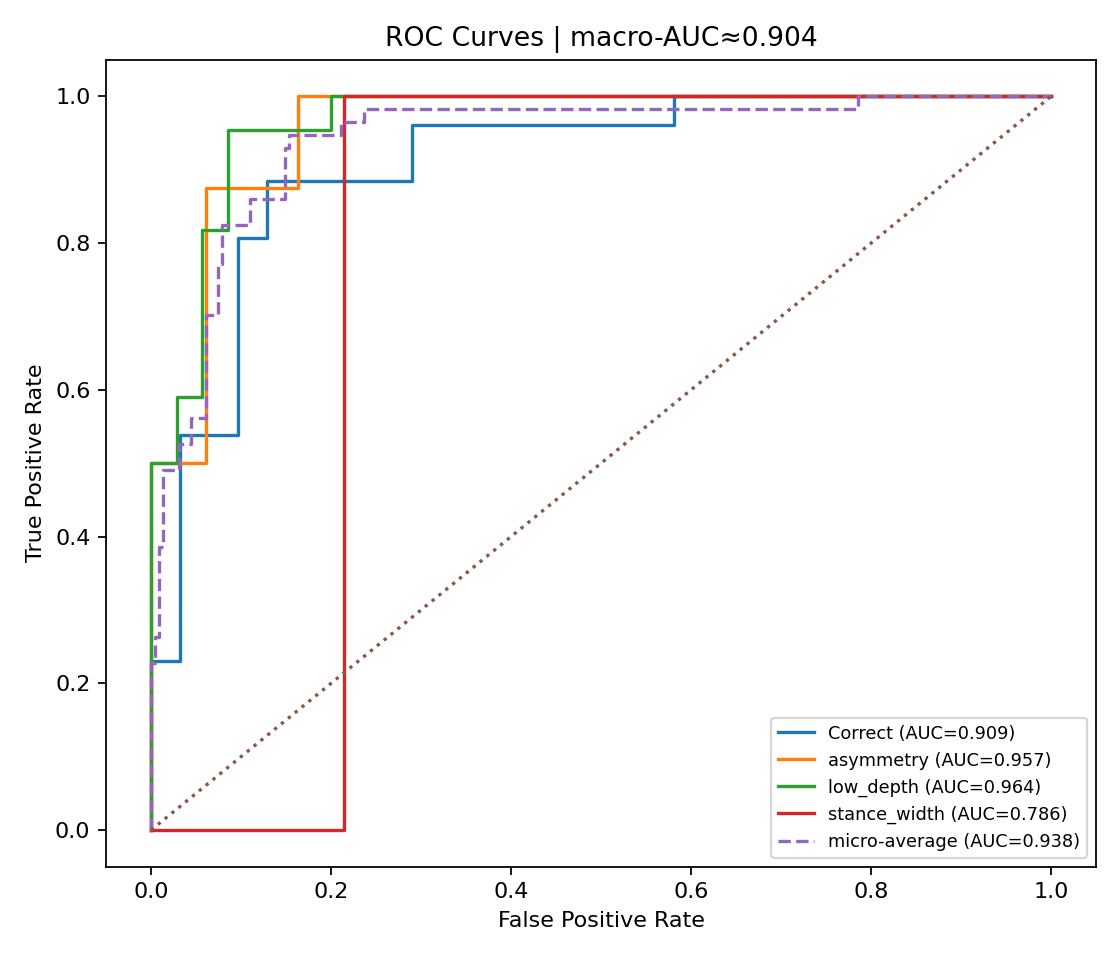 ROC Curves | macro-AUC≈0.904
True Positive Rate
1.0
0.8
0.6
0.4
0.2
0.0
0.0 0.2 0.4 0.6 0.8 1.0
False Positive Rate
Correct (AUC=0.909)
asymmetry (AUC=0.957)
low_depth (AUC=0.964)
stance_width (AUC=0.786)
micro-average (AUC=0.938)